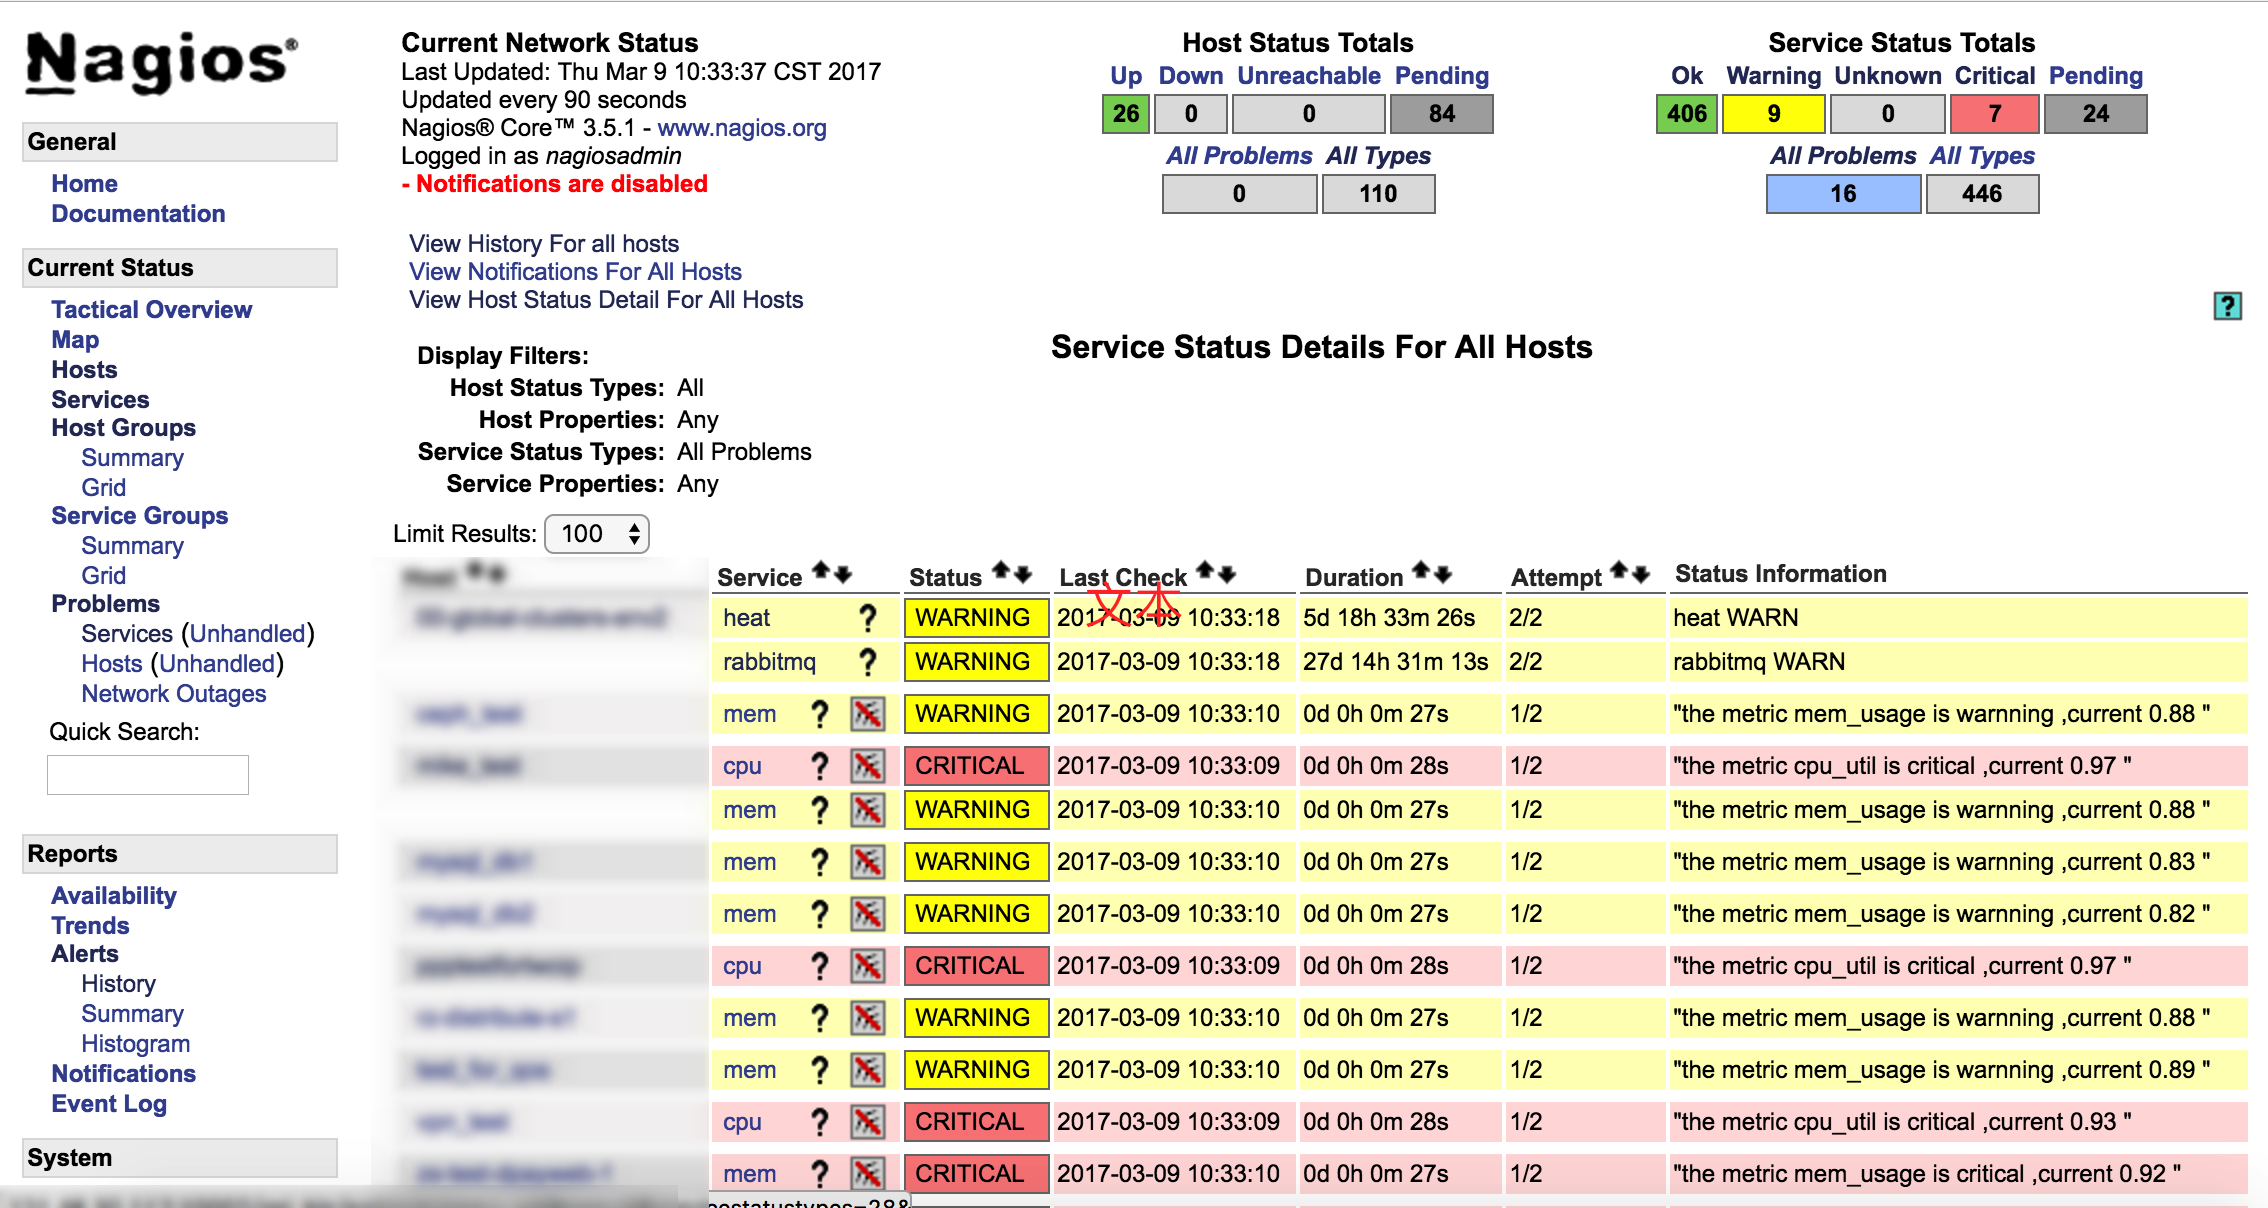 Nagios®
General
Home
Documentation
Current Status
Tactical Overview
Map
Hosts
Services
Host Groups
Summary
Grid
Service Groups
Summary
Grid
Problems
Services (Unhandled)
Hosts (Unhandled)
Network Outages
Quick Search:
Reports
Availability
Trends
Alerts
History
Summary
Histogram
Notifications
Event Log
System
Current Network Status
Last Updated: Thu Mar 9 10:33:37 CST 2017
Updated every 90 seconds
Nagios® Core™ 3.5.1 - www.nagios.org
Logged in as nagiosadmin
- Notifications are disabled
View History For all hosts
View Notifications For All Hosts
View Host Status Detail For All Hosts
Host Status Totals
Up Down Unreachable Pending
26 0 0 84
All Problems All Types
0 110
Service Status Totals
Ok Warning Unknown Critical Pending
406 9 0 7 24
All Problems All Types
16 446
?
Display Filters:
Host Status Types: All
Host Properties: Any
Service Status Types: All Problems
Service Properties: Any
Service Status Details For All Hosts
Limit Results: 100
Service Status Last Check Duration Attempt Status Information
文本
heat ? WARNING 2017-03-09 10:33:18 5d 18h 33m 26s 2/2 heat WARN
rabbitmq ? WARNING 2017-03-09 10:33:18 27d 14h 31m 13s 2/2 rabbitmq WARN
mem ? WARNING 2017-03-09 10:33:10 0d 0h 0m 27s 1/2 "the metric mem_usage is warnning ,current 0.88 "
cpu ? CRITICAL 2017-03-09 10:33:09 0d 0h 0m 28s 1/2 "the metric cpu_util is critical ,current 0.97 "
mem ? WARNING 2017-03-09 10:33:10 0d 0h 0m 27s 1/2 "the metric mem_usage is warnning ,current 0.88 "
mem ? WARNING 2017-03-09 10:33:10 0d 0h 0m 27s 1/2 "the metric mem_usage is warnning ,current 0.83 "
mem ? WARNING 2017-03-09 10:33:10 0d 0h 0m 27s 1/2 "the metric mem_usage is warnning ,current 0.82 "
cpu ? CRITICAL 2017-03-09 10:33:09 0d 0h 0m 28s 1/2 "the metric cpu_util is critical ,current 0.97 "
mem ? WARNING 2017-03-09 10:33:10 0d 0h 0m 27s 1/2 "the metric mem_usage is warnning ,current 0.88 "
mem ? WARNING 2017-03-09 10:33:10 0d 0h 0m 27s 1/2 "the metric mem_usage is warnning ,current 0.89 "
cpu ? CRITICAL 2017-03-09 10:33:09 0d 0h 0m 28s 1/2 "the metric cpu_util is critical ,current 0.93 "
mem ? CRITICAL 2017-03-09 10:33:10 0d 0h 0m 27s 1/2 "the metric mem_usage is critical ,current 0.92 "